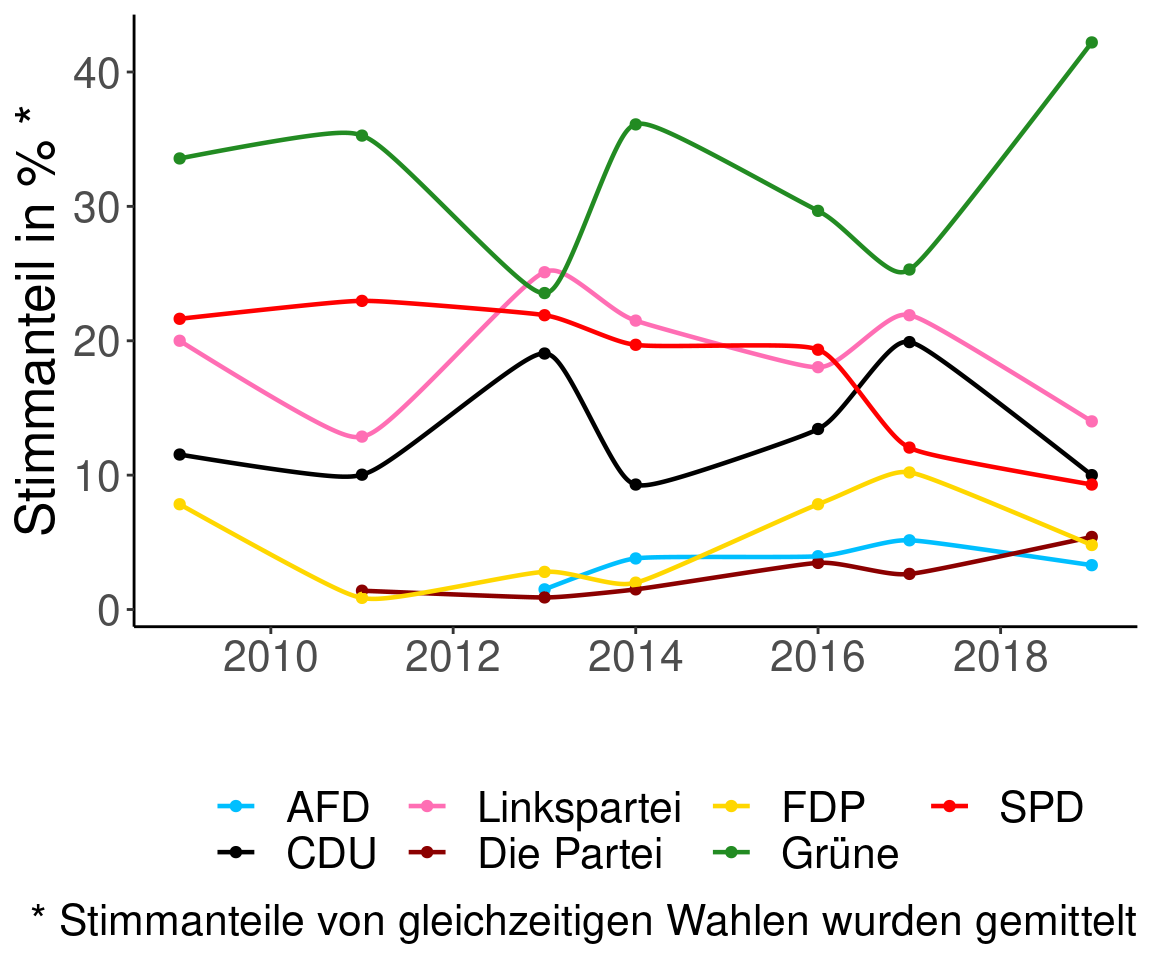 Stimmanteil in % *
40
30
20
10
0
2010 2012 2014 2016 2018
AFD Linkspartei FDP SPD
CDU Die Partei Grüne
* Stimmanteile von gleichzeitigen Wahlen wurden gemittelt